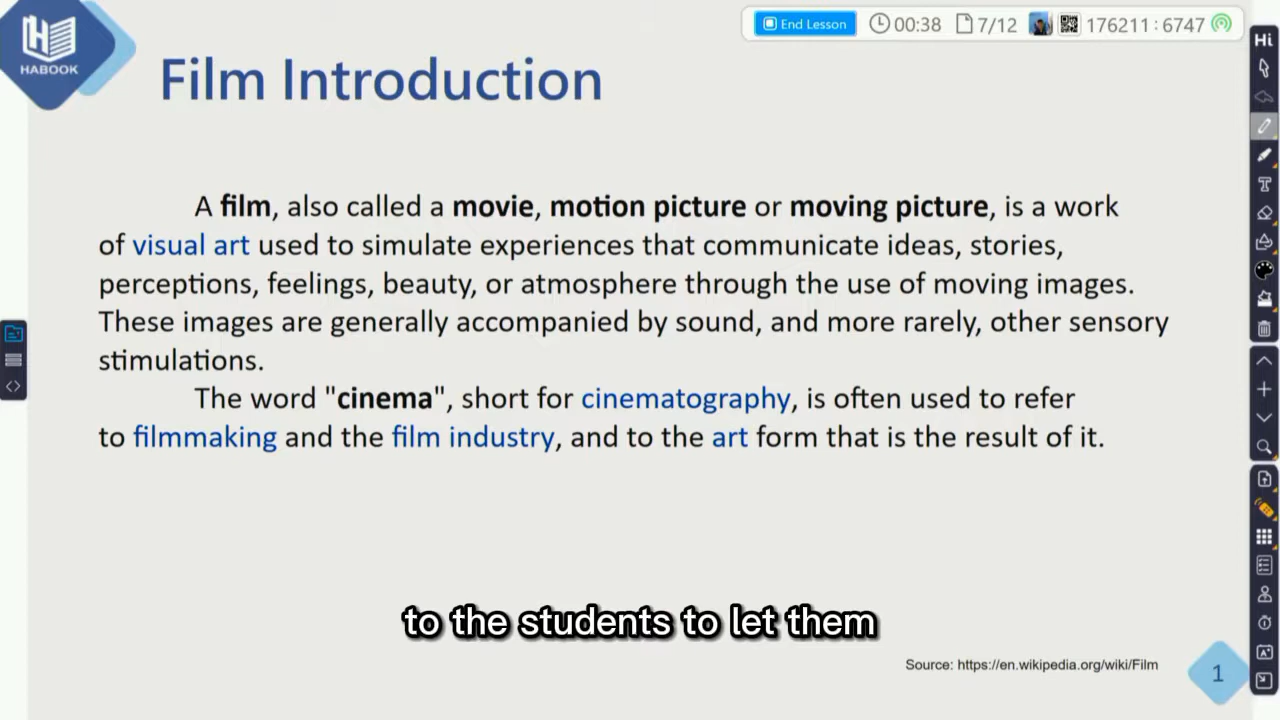 End Lesson 00:38 7/12 176211 : 6747
Hi
HABOOK
Film Introduction
A film, also called a movie, motion picture or moving picture, is a work
of visual art used to simulate experiences that communicate ideas, stories,
perceptions, feelings, beauty, or atmosphere through the use of moving images.
These images are generally accompanied by sound, and more rarely, other sensory
stimulations.
The word "cinema", short for cinematography, is often used to refer
to filmmaking and the film industry, and to the art form that is the result of it.
to the students to let them
Source: https://en.wikipedia.org/wiki/Film
1